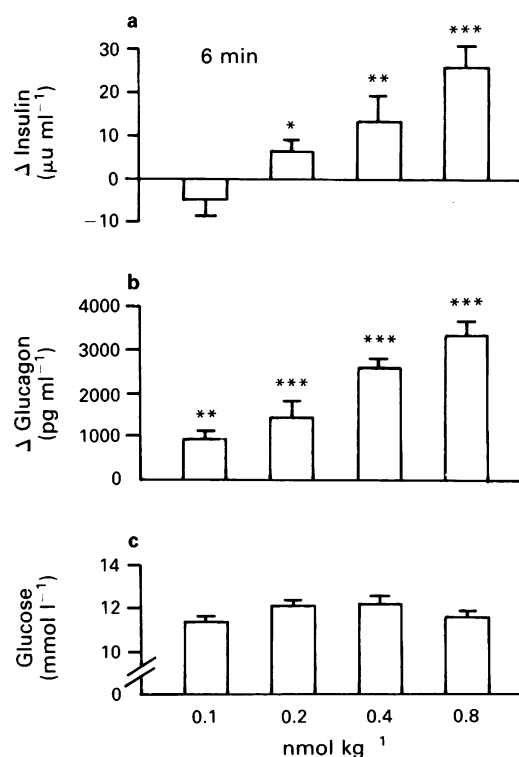 a
6 min
***
**
*
30
20
10
0
−10
Δ Insulin
(μu ml⁻¹)
b
***
***
***
**
4000
3000
2000
1000
0
Δ Glucagon
(pg ml⁻¹)
c
14
12
10
0
Glucose
(mmol l⁻¹)
0.1 0.2 0.4 0.8
nmol kg ¹